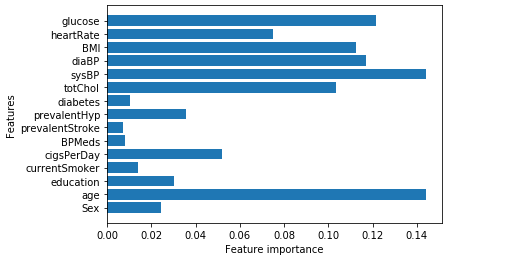 glucose
heartRate
BMI
diaBP
sysBP
totChol
diabetes
prevalentHyp
prevalentStroke
BPMeds
cigsPerDay
currentSmoker
education
age
Sex
Features
0.00 0.02 0.04 0.06 0.08 0.10 0.12 0.14
Feature importance